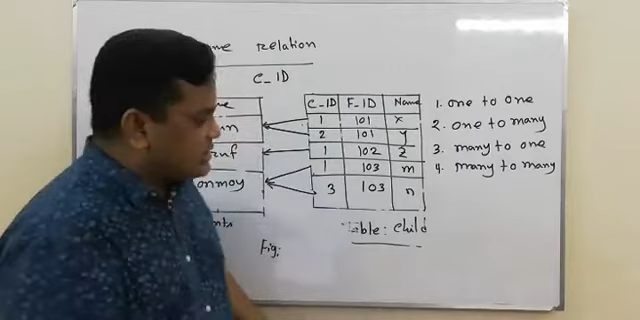 relation
C_ID
C_ID F_ID Name
1 101 x
2 101 y
1 102 z
1 103 m
3 103 n
onmoy
Table: child
Fig:
1. one to one
2. one to many
3. many to one
4. many to many